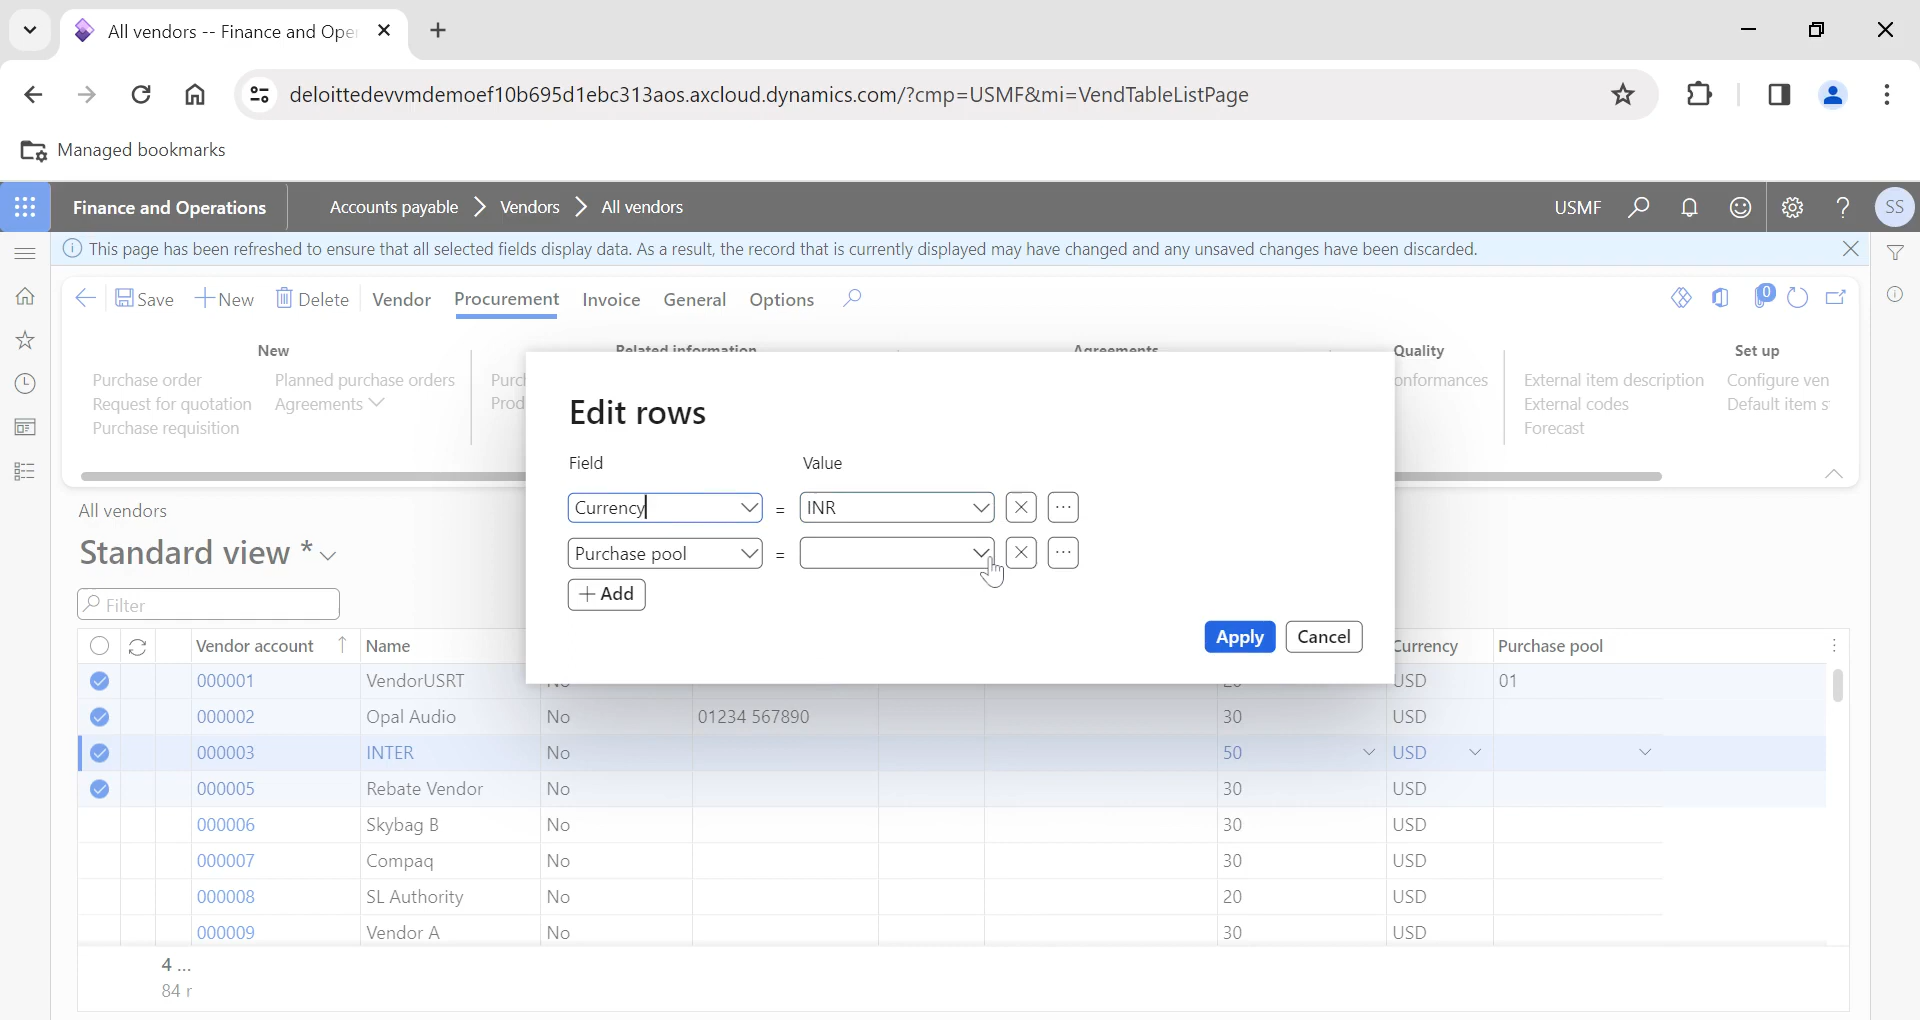 All vendors -- Finance and Ope
deloittedevvmdemoef10b695d1ebc313aos.axcloud.dynamics.com/?cmp=USMF&mi=VendTableListPage
Managed bookmarks
Finance and Operations
Accounts payable
Vendors
All vendors
USMF
SS
This page has been refreshed to ensure that all selected fields display data. As a result, the record that is currently displayed may have changed and any unsaved changes have been discarded.
Save
New
Delete
Vendor
Procurement
Invoice
General
Options
0
New
Related information
Agreements
Quality
Set up
Purchase order
Planned purchase orders
Purc
onformances
External item description
Configure ven
Request for quotation
Agreements
Prod
External codes
Default item s
Purchase requisition
Forecast
Edit rows
Field
Value
Currency
=
INR
Purchase pool
=
+ Add
Apply
Cancel
All vendors
Standard view *
Filter
Vendor account
Name
Currency
Purchase pool
000001
VendorUSRT
USD
01
000002
Opal Audio
No
01234 567890
30
USD
000003
INTER
No
50
USD
000005
Rebate Vendor
No
30
USD
000006
Skybag B
No
30
USD
000007
Compaq
No
30
USD
000008
SL Authority
No
20
USD
000009
Vendor A
No
30
USD
4 ...
84 r